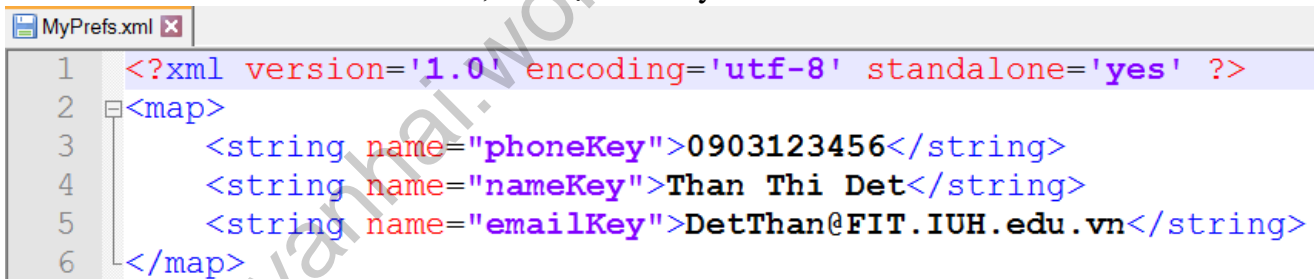 MyPrefs.xml
1 <?xml version='1.0' encoding='utf-8' standalone='yes' ?>
2 <map>
3 <string name="phoneKey">0903123456</string>
4 <string name="nameKey">Than Thi Det</string>
5 <string name="emailKey">DetThan@FIT.IUH.edu.vn</string>
6 </map>